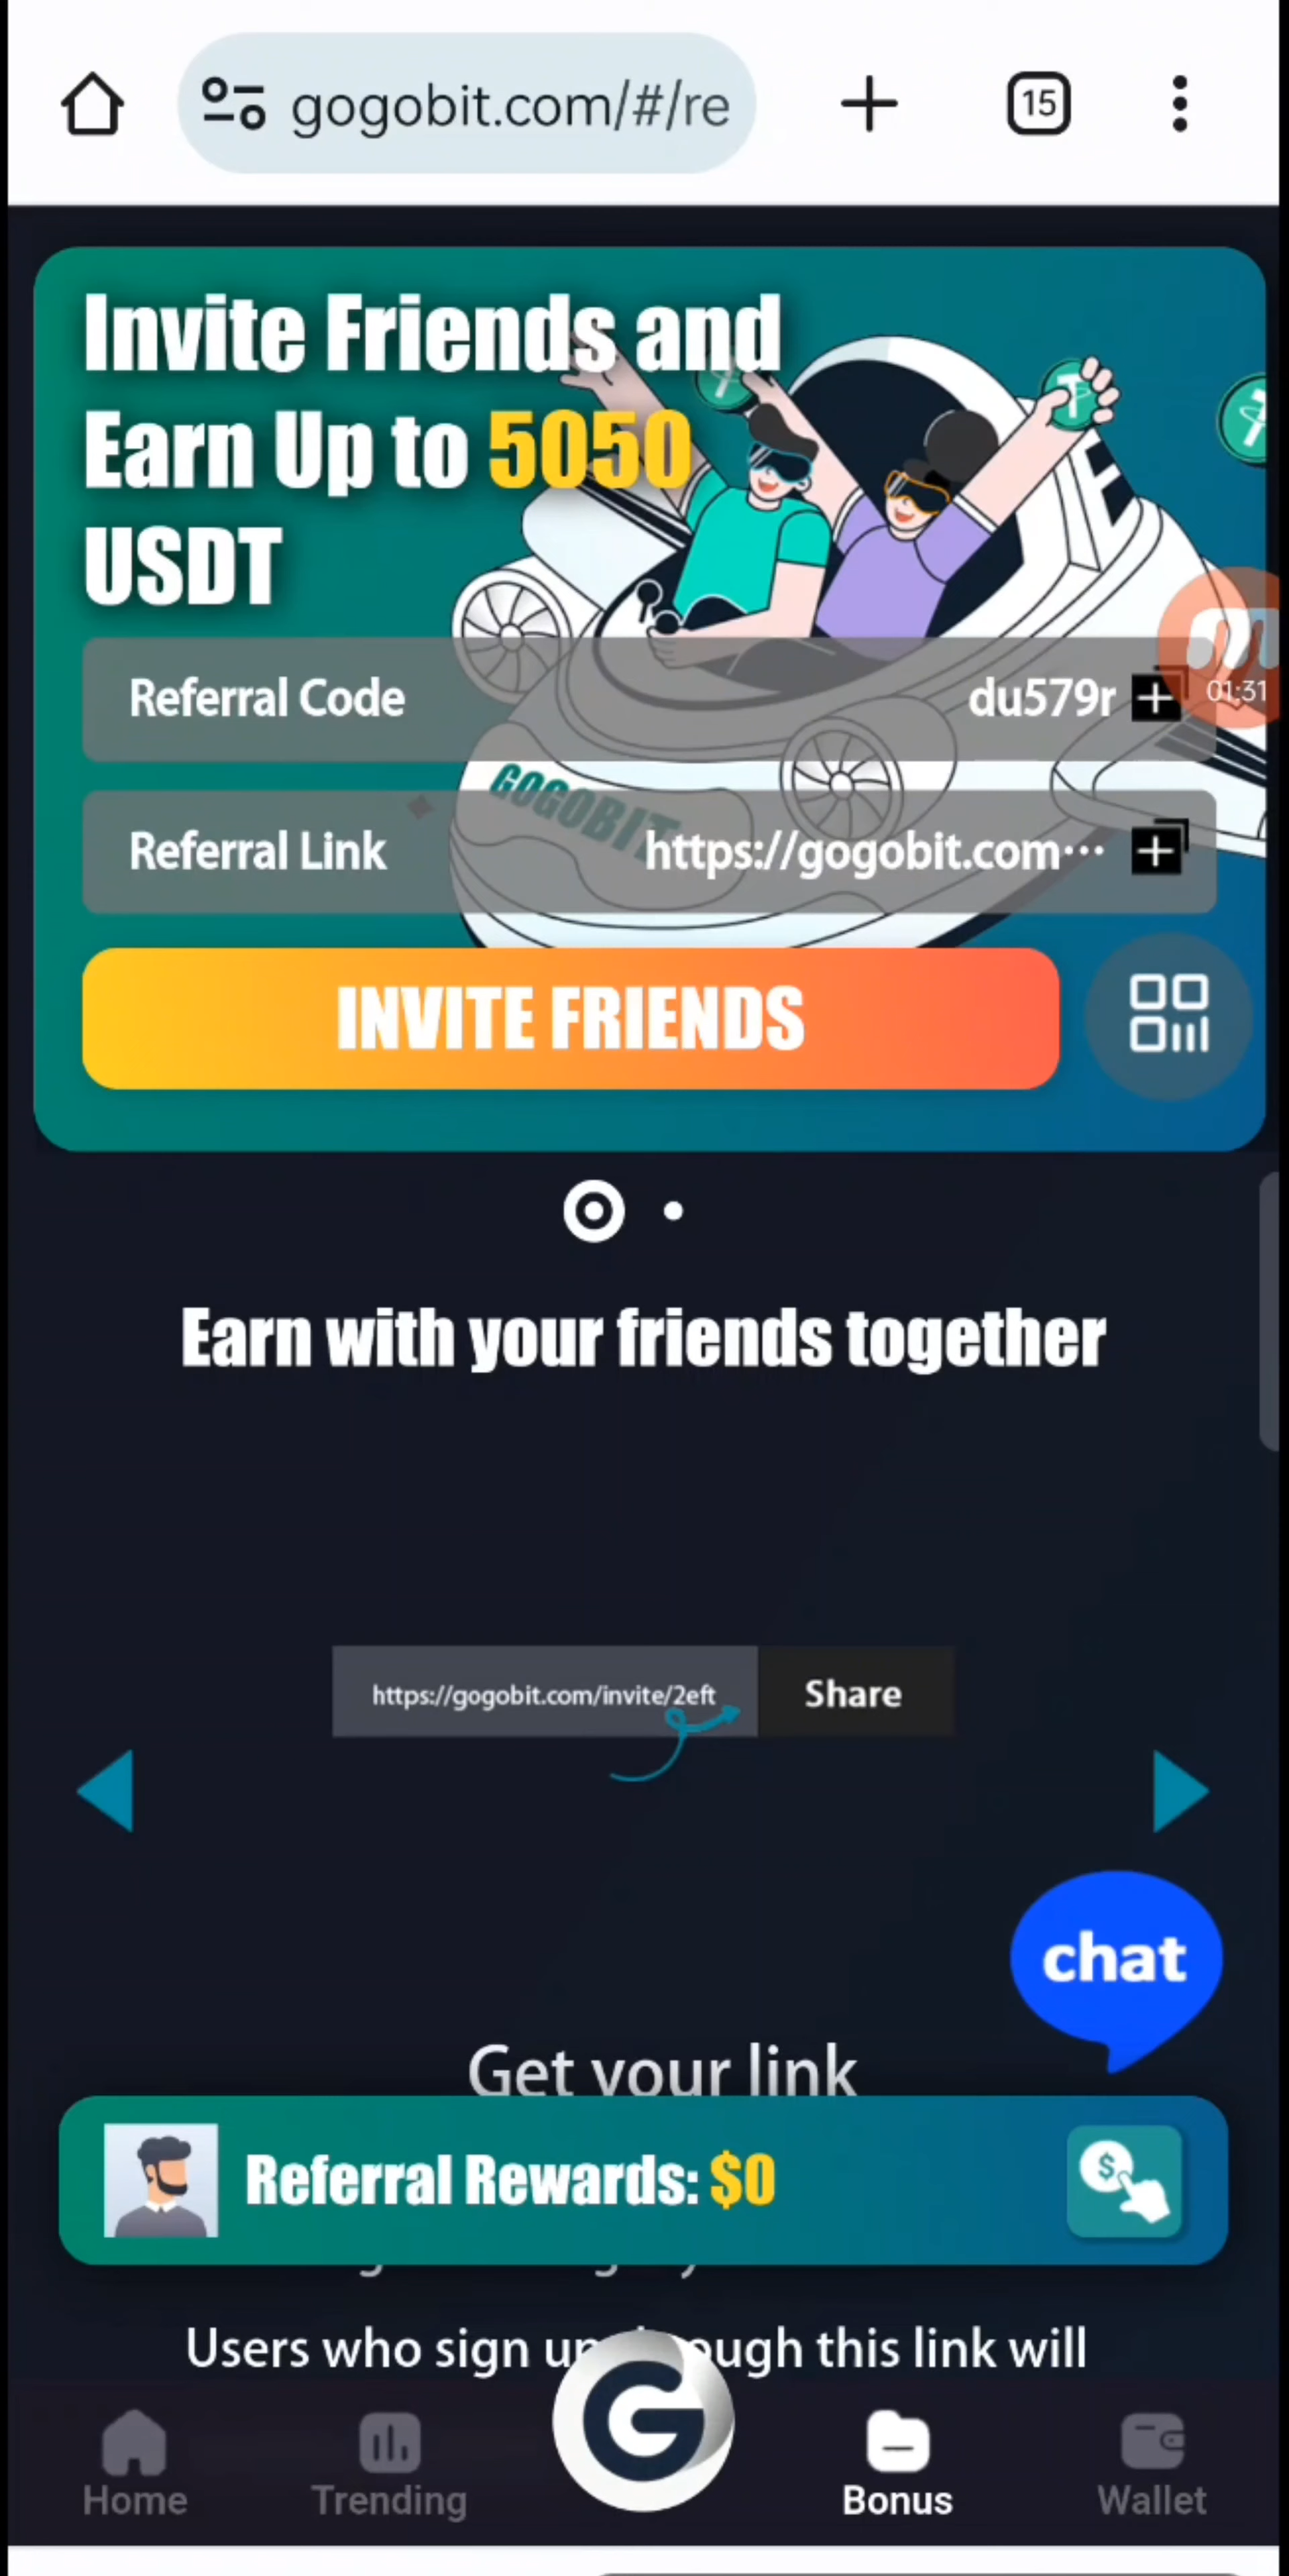 gogobit.com/#/re
15
Invite Friends and
Earn Up to 5050
USDT
Referral Code du579r
01:31
GOGOBIT
Referral Link https://gogobit.com...
INVITE FRIENDS
Earn with your friends together
https://gogobit.com/invite/2eft Share
chat
Get your link
Referral Rewards: $0
Users who sign up through this link will
Home Trending Bonus Wallet